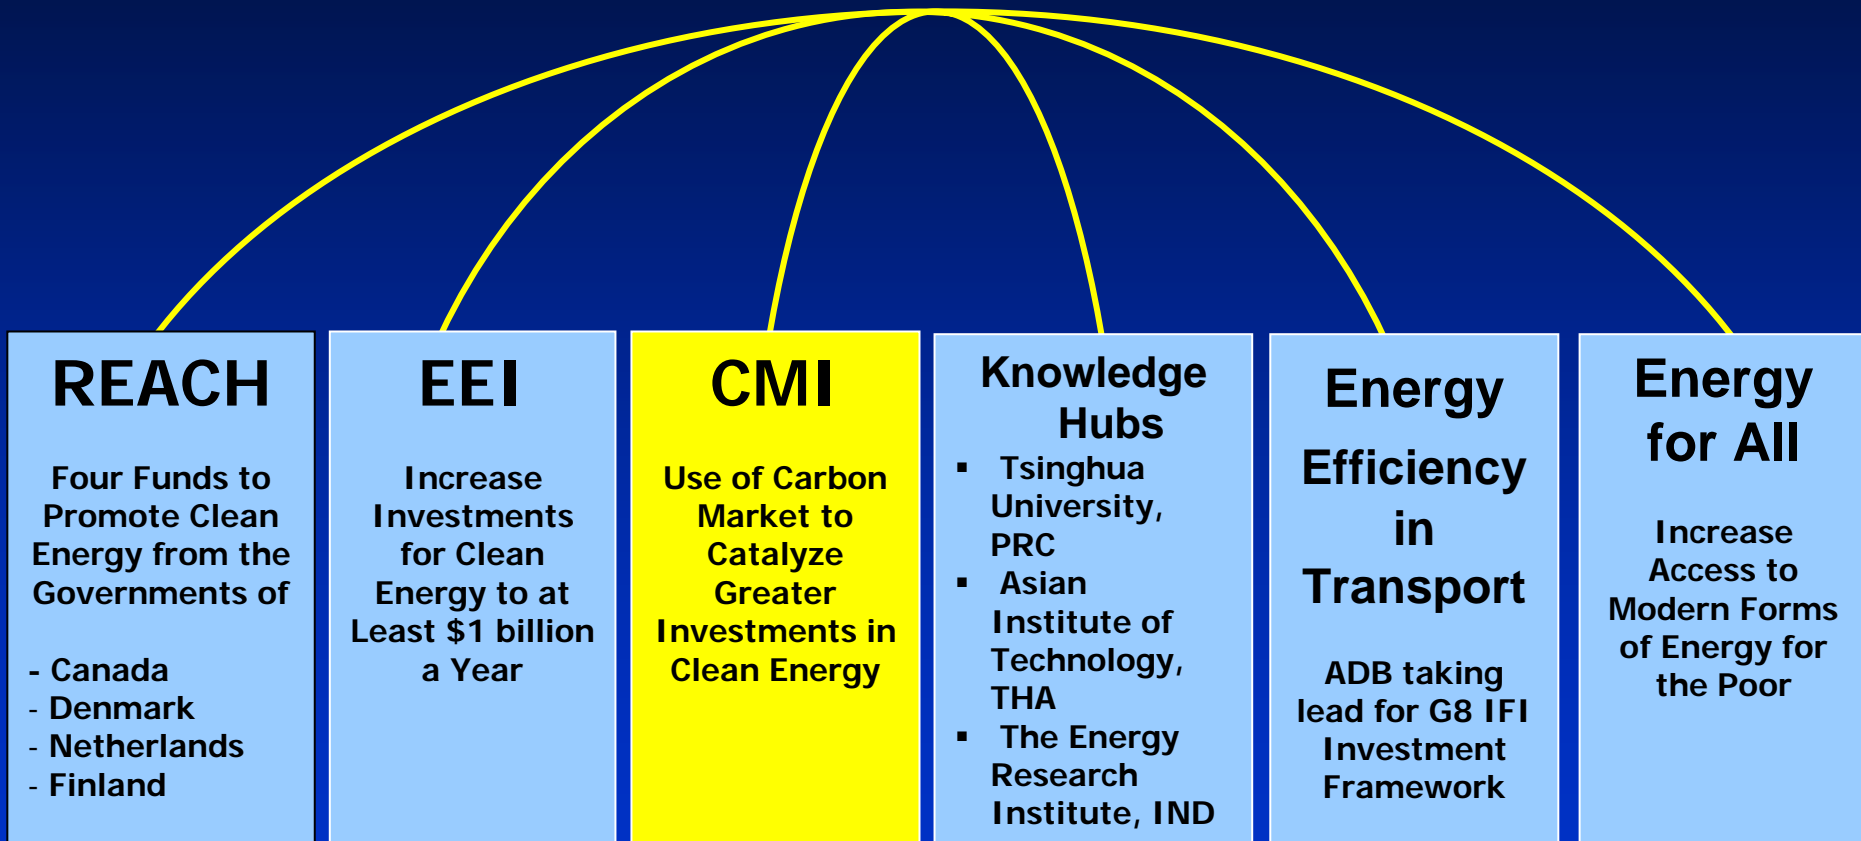 REACH
Four Funds to
Promote Clean
Energy from the
Governments of
- Canada
- Denmark
- Netherlands
- Finland
EEI
Increase
Investments
for Clean
Energy to at
Least $1 billion
a Year
CMI
Use of Carbon
Market to
Catalyze
Greater
Investments in
Clean Energy
Knowledge
Hubs
▪ Tsinghua
University,
PRC
▪ Asian
Institute of
Technology,
THA
▪ The Energy
Research
Institute, IND
Energy
Efficiency
in
Transport
ADB taking
lead for G8 IFI
Investment
Framework
Energy
for All
Increase
Access to
Modern Forms
of Energy for
the Poor